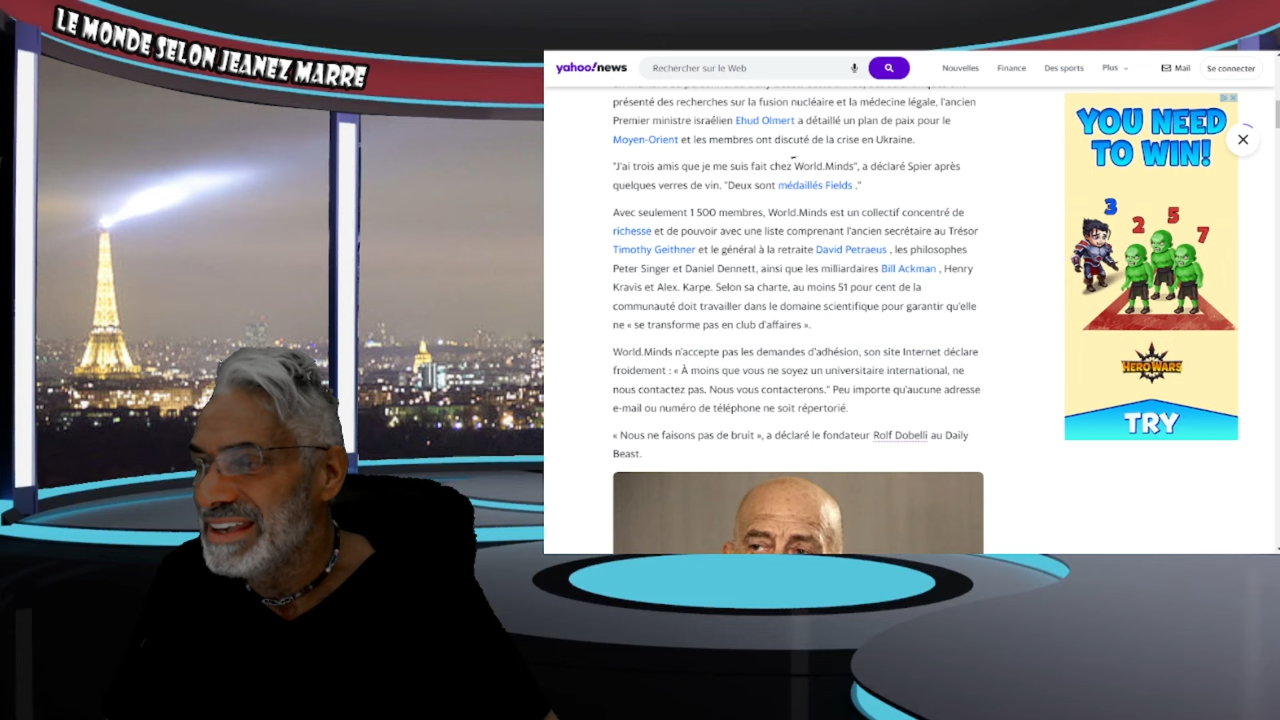 LE MONDE SELON JEANEZ MARRE
yahoo!news
Rechercher sur le Web
Nouvelles
Finance
Des sports
Plus
Mail
Se connecter
présenté des recherches sur la fusion nucléaire et la médecine légale, l'ancien
Premier ministre israélien Ehud Olmert a détaillé un plan de paix pour le
Moyen-Orient et les membres ont discuté de la crise en Ukraine.
"J'ai trois amis que je me suis fait chez World.Minds", a déclaré Spier après
quelques verres de vin. "Deux sont médaillés Fields ."
Avec seulement 1 500 membres, World.Minds est un collectif concentré de
richesse et de pouvoir avec une liste comprenant l'ancien secrétaire au Trésor
Timothy Geithner et le général à la retraite David Petraeus , les philosophes
Peter Singer et Daniel Dennett, ainsi que les milliardaires Bill Ackman , Henry
Kravis et Alex. Karpe. Selon sa charte, au moins 51 pour cent de la
communauté doit travailler dans le domaine scientifique pour garantir qu'elle
ne « se transforme pas en club d'affaires ».
World.Minds n'accepte pas les demandes d'adhésion, son site Internet déclare
froidement : « À moins que vous ne soyez un universitaire international, ne
nous contactez pas. Nous vous contacterons." Peu importe qu'aucune adresse
e-mail ou numéro de téléphone ne soit répertorié.
« Nous ne faisons pas de bruit », a déclaré le fondateur Rolf Dobelli au Daily
Beast.
YOU NEED
TO WIN!
3
2
5
7
HERO WARS
TRY